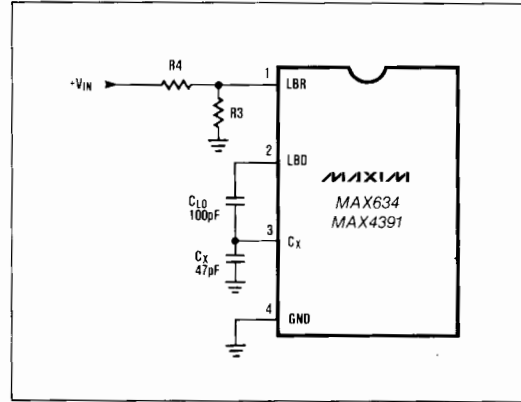 R4
+VIN
1
LBR
R3
2
LBD
MAXIM
MAX634
MAX4391
CLO
100pF
3
CX
CX
47pF
4
GND